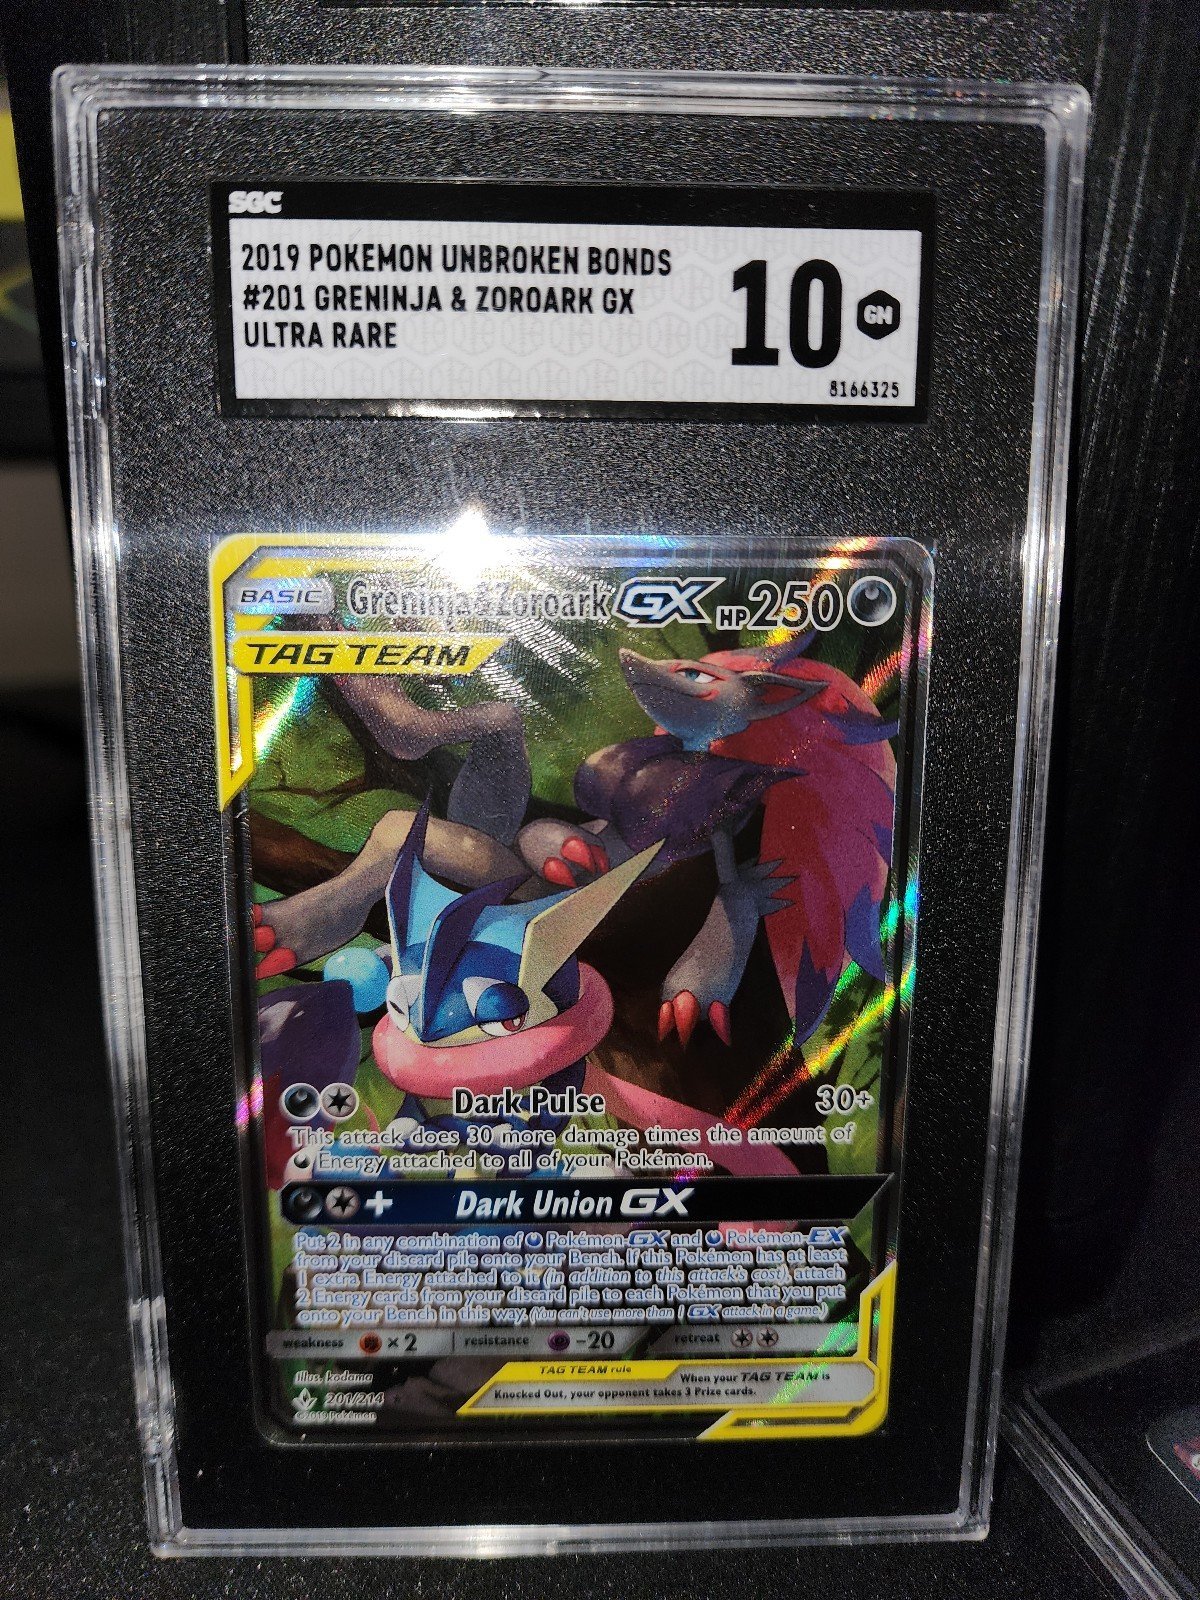 SGC
2019 POKEMON UNBROKEN BONDS
#201 GRENINJA & ZOROARK GX
ULTRA RARE
10 GM
8166325
BASIC Greninja & Zoroark GX HP 250
TAG TEAM
Dark Pulse 30+
This attack does 30 more damage times the amount of
Energy attached to all of your Pokémon.
+ Dark Union GX
Put 2 in any combination of Pokémon-GX and Pokémon-EX
from your discard pile onto your Bench. If this Pokémon has at least
1 extra Energy attached to it (in addition to this attack's cost), attach
2 Energy cards from your discard pile to each Pokémon that you put
onto your Bench in this way. (You can't use more than 1 GX attack in a game.)
weakness ×2 resistance -20 retreat
Illus. kodama
TAG TEAM rule
When your TAG TEAM is
Knocked Out, your opponent takes 3 Prize cards.
201/214
©2019 Pokémon